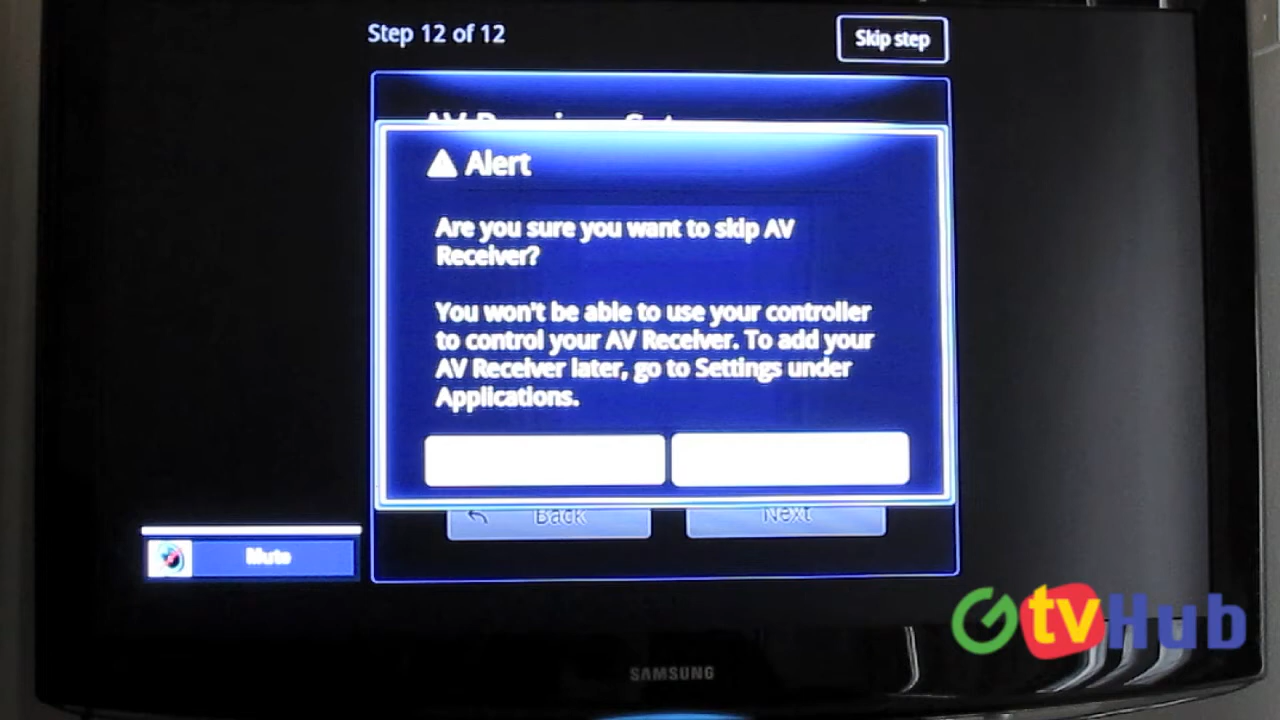 Step 12 of 12
Skip step
Alert
Are you sure you want to skip AV
Receiver?
You won't be able to use your controller
to control your AV Receiver. To add your
AV Receiver later, go to Settings under
Applications.
Back
Next
Mute
GtvHub
SAMSUNG